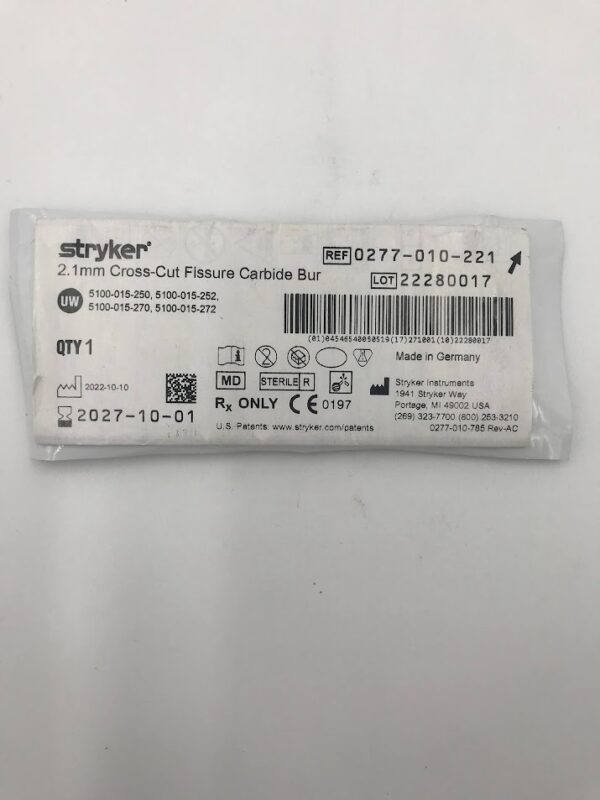 stryker®
2.1mm Cross-Cut Fissure Carbide Bur
REF 0277-010-221
LOT 22280017
UW 5100-015-250, 5100-015-252,
5100-015-270, 5100-015-272
(01)04546540050519(17)271001(10)22280017
QTY 1
Made in Germany
2022-10-10
MD STERILE R
Stryker Instruments
1941 Stryker Way
Portage, MI 49002 USA
(269) 323-7700 (800) 253-3210
2027-10-01
Rx ONLY CE 0197
U.S. Patents: www.stryker.com/patents
0277-010-785 Rev-AC